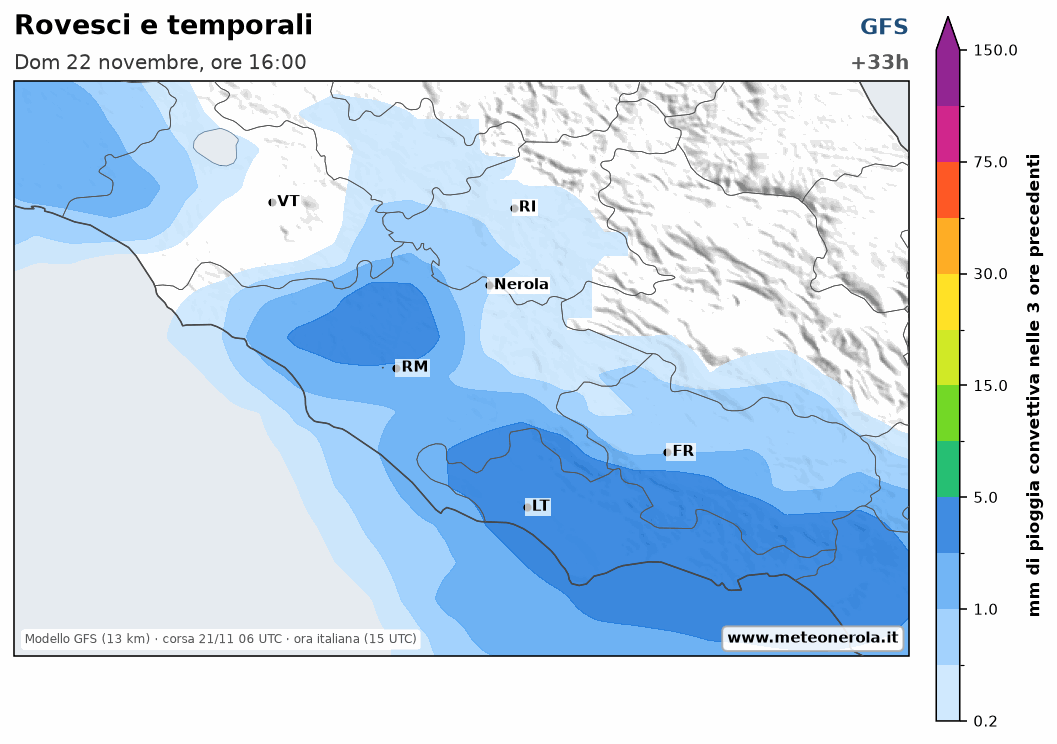 Rovesci e temporali
GFS
Dom 22 novembre, ore 16:00
+33h
VT
RI
Nerola
RM
FR
LT
Modello GFS (13 km) · corsa 21/11 06 UTC · ora italiana (15 UTC)
www.meteonerola.it
150.0
75.0
30.0
15.0
5.0
1.0
0.2
mm di pioggia convettiva nelle 3 ore precedenti